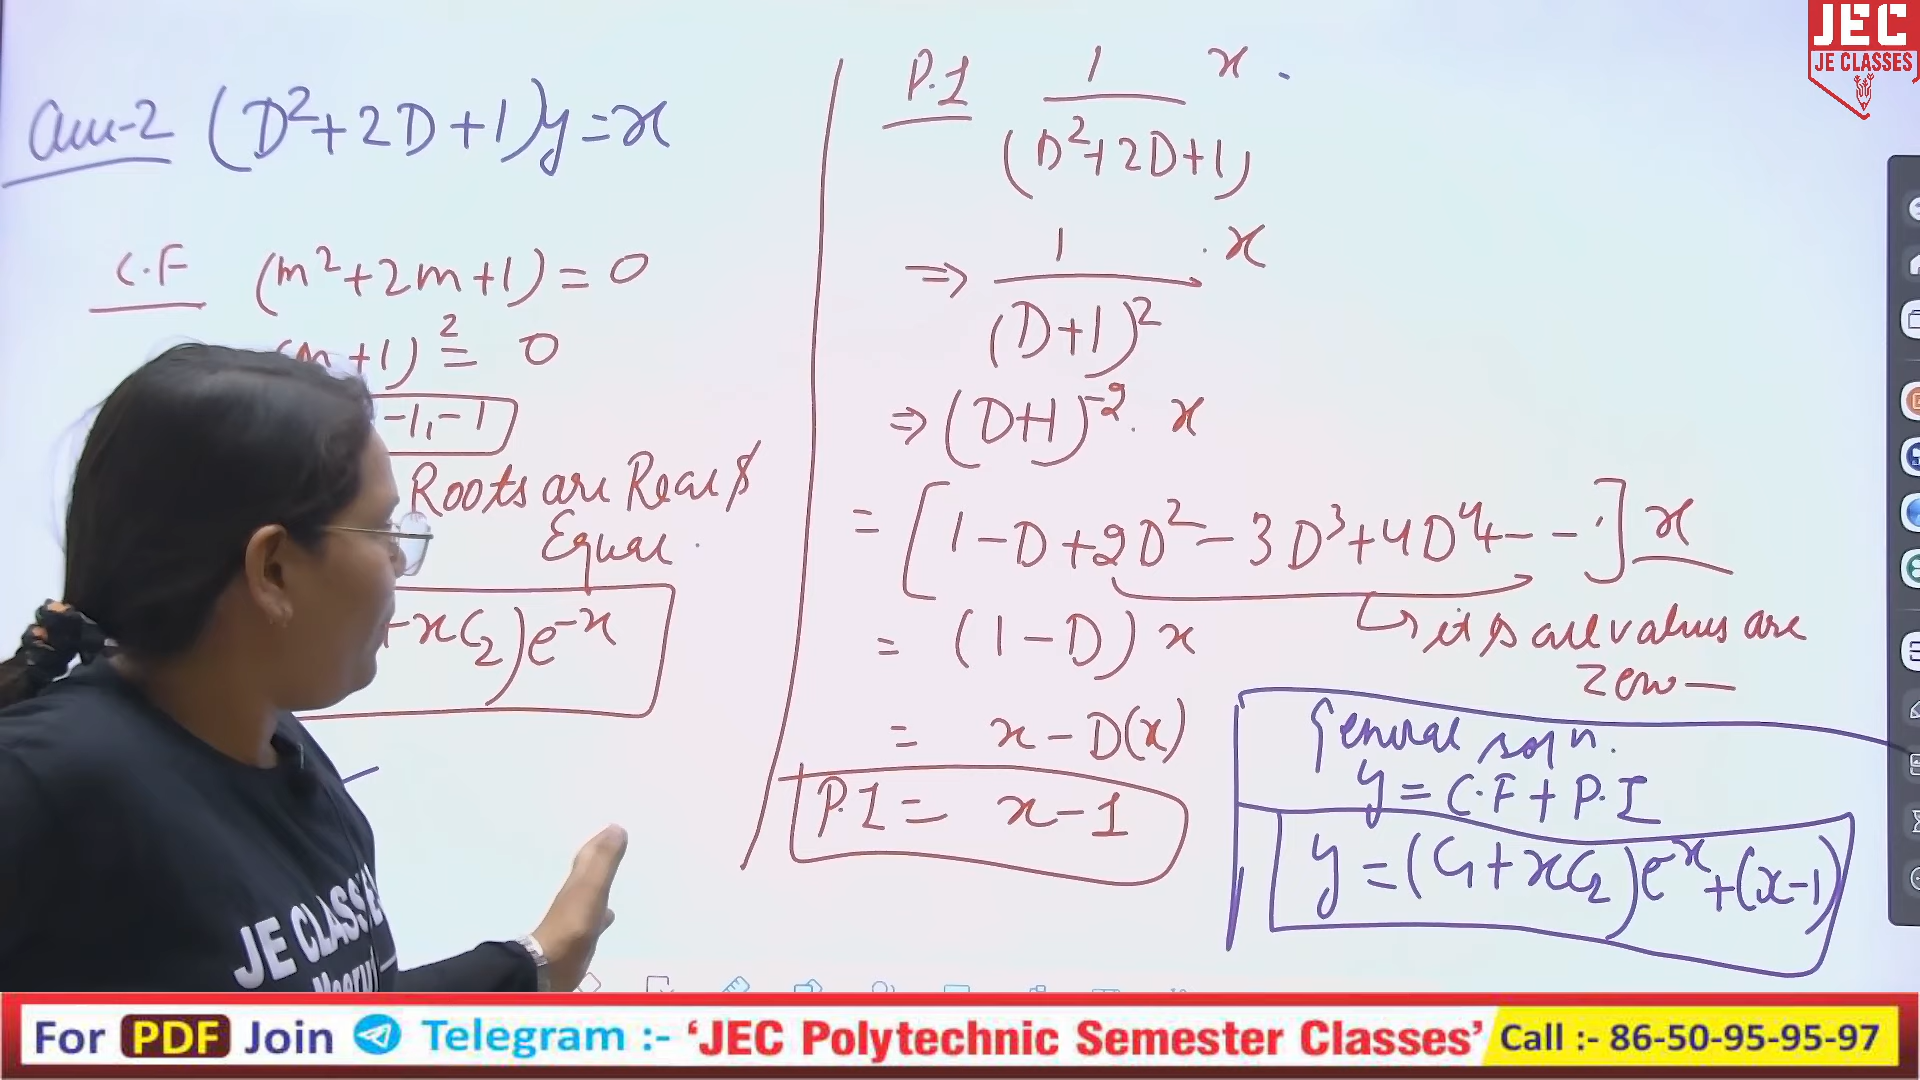 Ques-2 (D²+2D+1)y=x
C.F (m²+2m+1) = 0
(m+1)² = 0
-1, -1
Roots are Real &
Equal.
+xC₂)e⁻ˣ
P.I 1/(D²+2D+1) x.
⇒ 1/(D+1)² . x
⇒ (D+1)⁻². x
= [1-D+2D²-3D³+4D⁴+--·] x
↳ it's all values are
zero—
= (1-D) x
= x-D(x)
P.I = x-1
General solⁿ.
y = C.F + P.I
y = (C₁+xC₂)e⁻ˣ+(x-1)
JE CLASSES
JEC
JE CLASSES
For PDF Join Telegram :- ‘JEC Polytechnic Semester Classes’ Call :- 86-50-95-95-97